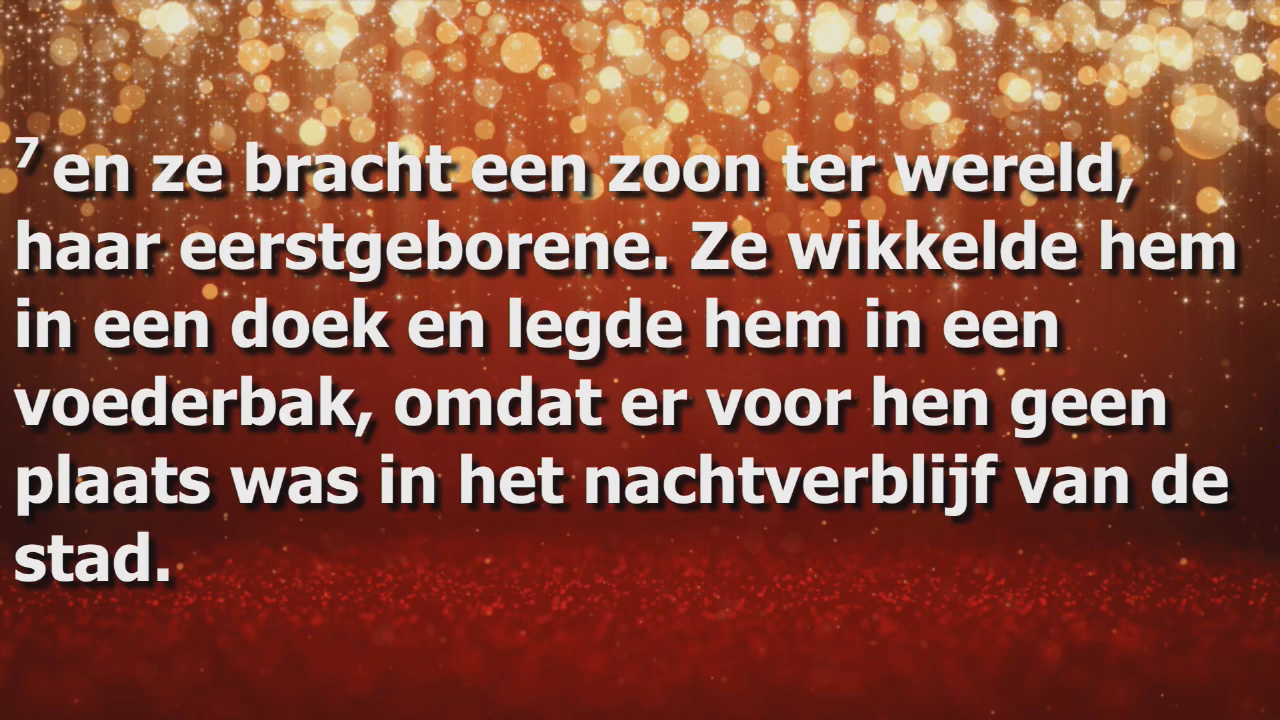 7 en ze bracht een zoon ter wereld,
haar eerstgeborene. Ze wikkelde hem
in een doek en legde hem in een
voederbak, omdat er voor hen geen
plaats was in het nachtverblijf van de
stad.